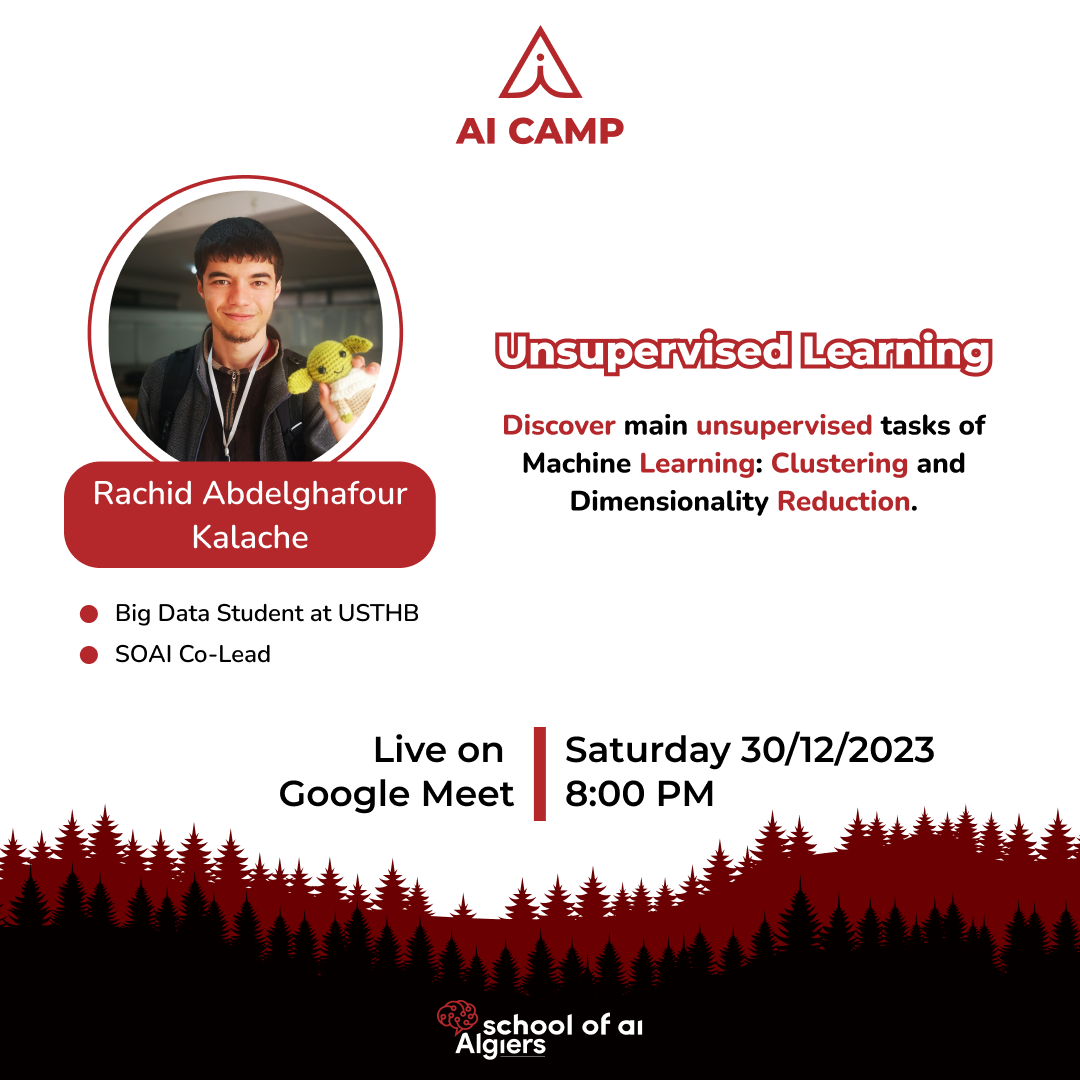 AI CAMP
Rachid Abdelghafour
Kalache
Big Data Student at USTHB
SOAI Co-Lead
Unsupervised Learning
Discover main unsupervised tasks of
Machine Learning: Clustering and
Dimensionality Reduction.
Live on
Google Meet
Saturday 30/12/2023
8:00 PM
school of ai
Algiers